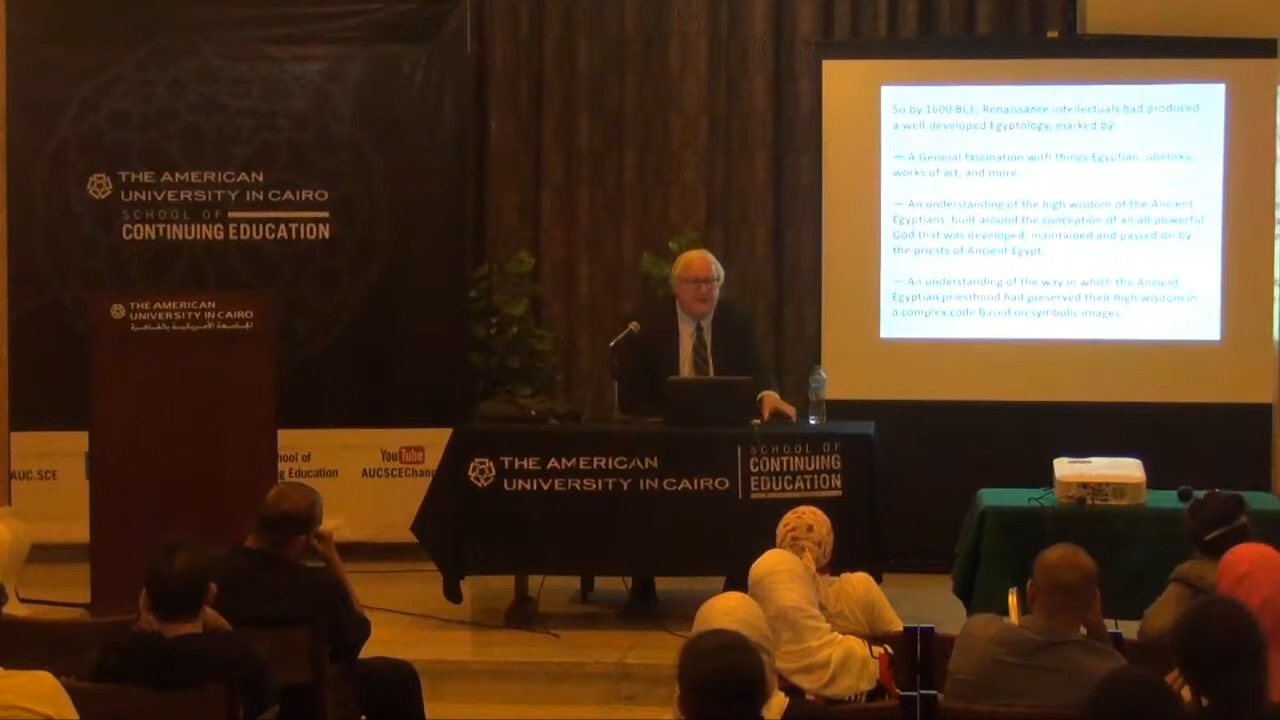 THE AMERICAN
UNIVERSITY IN CAIRO
SCHOOL OF
CONTINUING EDUCATION
THE AMERICAN
UNIVERSITY IN CAIRO
الجامعة الأمريكية بالقاهرة
AUC.SCE
hool of
g Education
YouTube
AUCSCEChan
THE AMERICAN
UNIVERSITY IN CAIRO
SCHOOL OF
CONTINUING
EDUCATION
So by 1600 BCE, Renaissance intellectuals had produced
a well developed Egyptology, marked by
— A General fascination with things Egyptian, obelisks,
works of art, and more.
— An understanding of the high wisdom of the Ancient
Egyptians, built around the conception of an all-powerful
God that was developed, maintained and passed on by
the priests of Ancient Egypt.
— An understanding of the way in which the Ancient
Egyptian priesthood had preserved their high wisdom in
a complex code based on symbolic images.